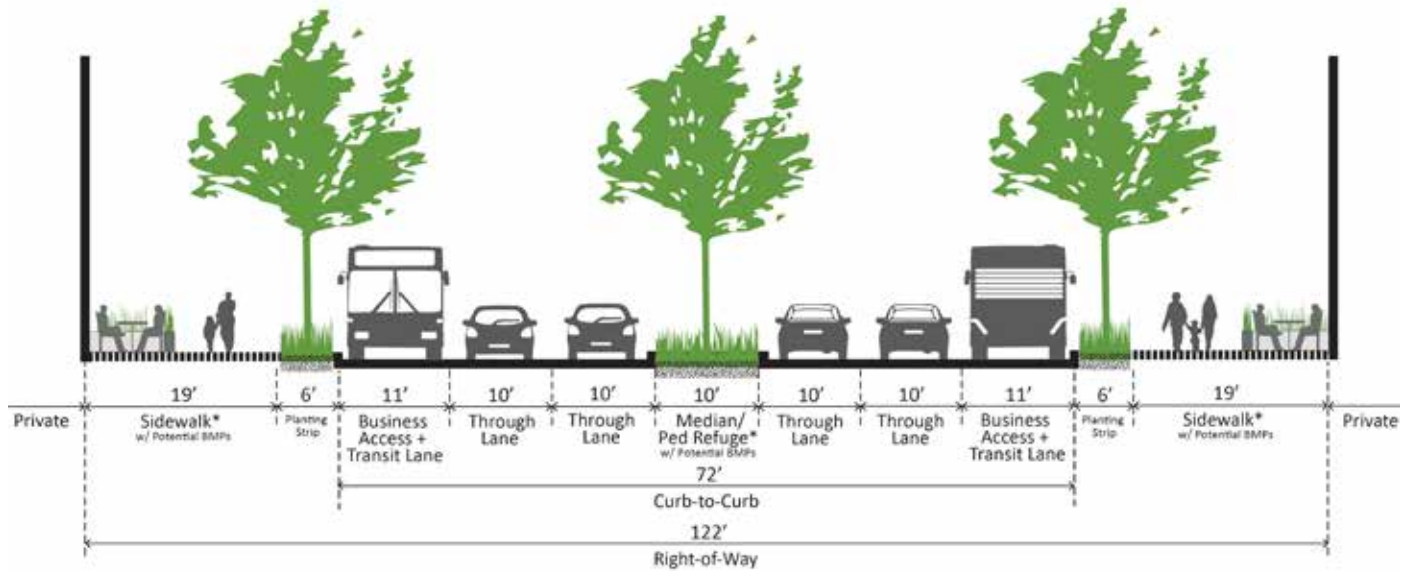 19' 6' 11' 10' 10' 10' 10' 10' 11' 6' 19'
Private Sidewalk* Planting Business Through Through Median/ Through Through Business Planting Sidewalk* Private
w/ Potential BMPs Strip Access + Lane Lane Ped Refuge* Lane Lane Access + Strip w/ Potential BMPs
Transit Lane w/ Potential BMPs Transit Lane
72'
Curb-to-Curb
122'
Right-of-Way